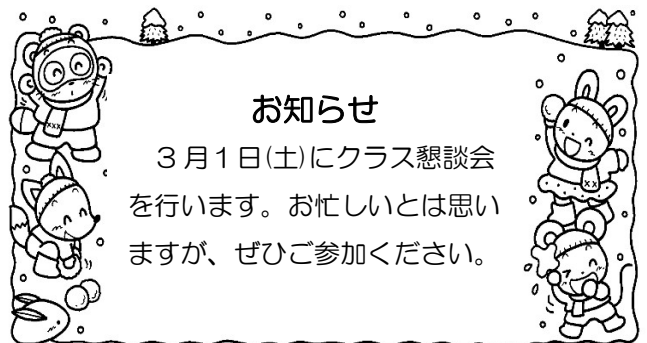 お知らせ
　３月１日(土)にクラス懇談会
を行います。お忙しいとは思い
ますが、ぜひご参加ください。